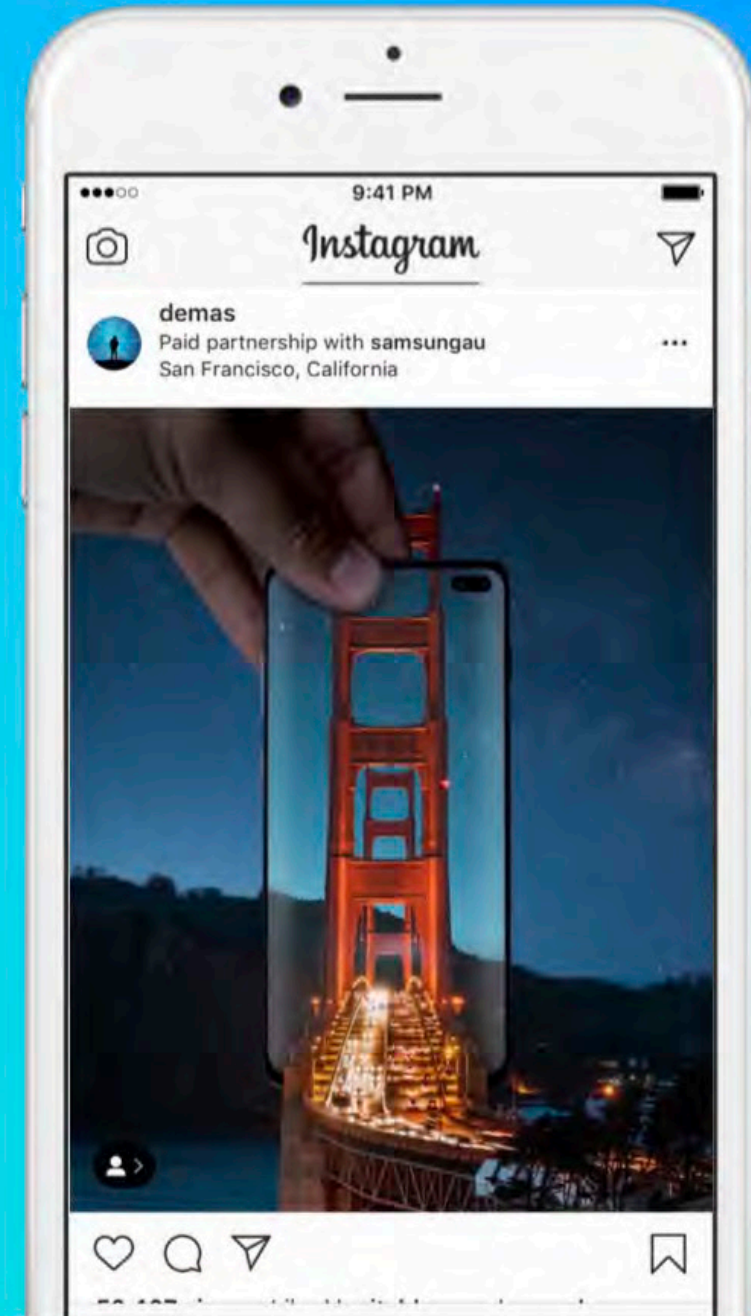 9:41 PM
Instagram
demas
Paid partnership with samsungau
San Francisco, California